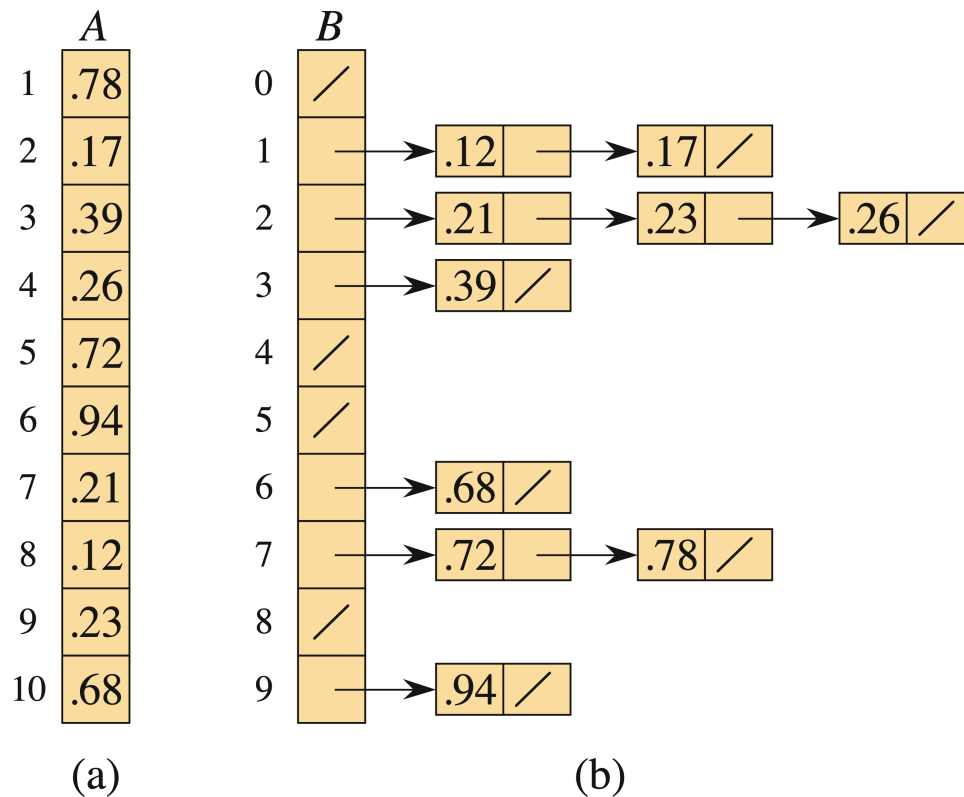 A B
1 .78 0
2 .17 1 .12 .17
3 .39 2 .21 .23 .26
4 .26 3 .39
5 .72 4
6 .94 5
7 .21 6 .68
8 .12 7 .72 .78
9 .23 8
10 .68 9 .94
(a) (b)